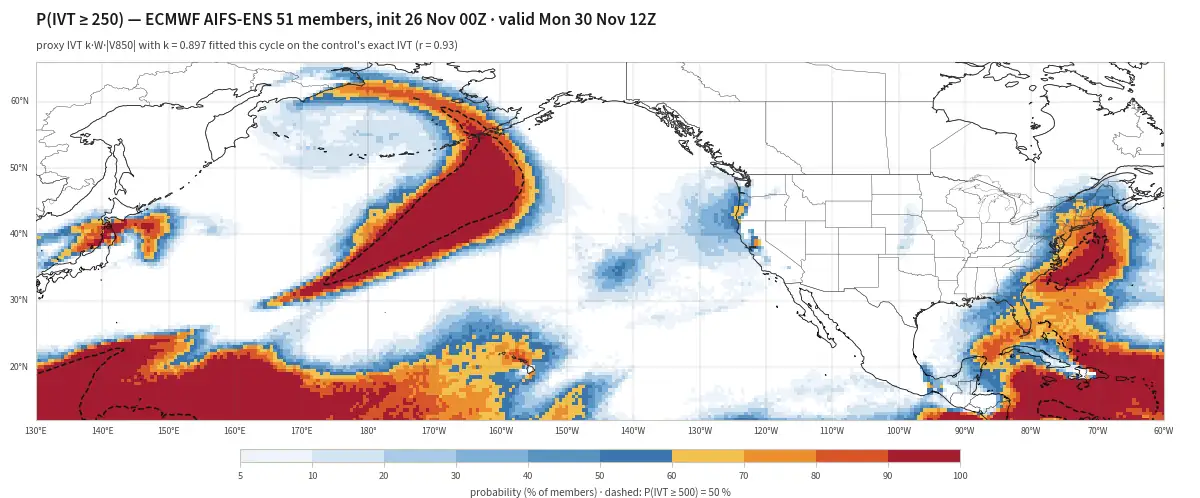 P(IVT ≥ 250) — ECMWF AIFS-ENS 51 members, init 26 Nov 00Z · valid Mon 30 Nov 12Z
proxy IVT k·W·|V850| with k = 0.897 fitted this cycle on the control's exact IVT (r = 0.93)
60°N
50°N
40°N
30°N
20°N
130°E 140°E 150°E 160°E 170°E 180° 170°W 160°W 150°W 140°W 130°W 120°W 110°W 100°W 90°W 80°W 70°W 60°W
5 10 20 30 40 50 60 70 80 90 100
probability (% of members) · dashed: P(IVT ≥ 500) = 50 %